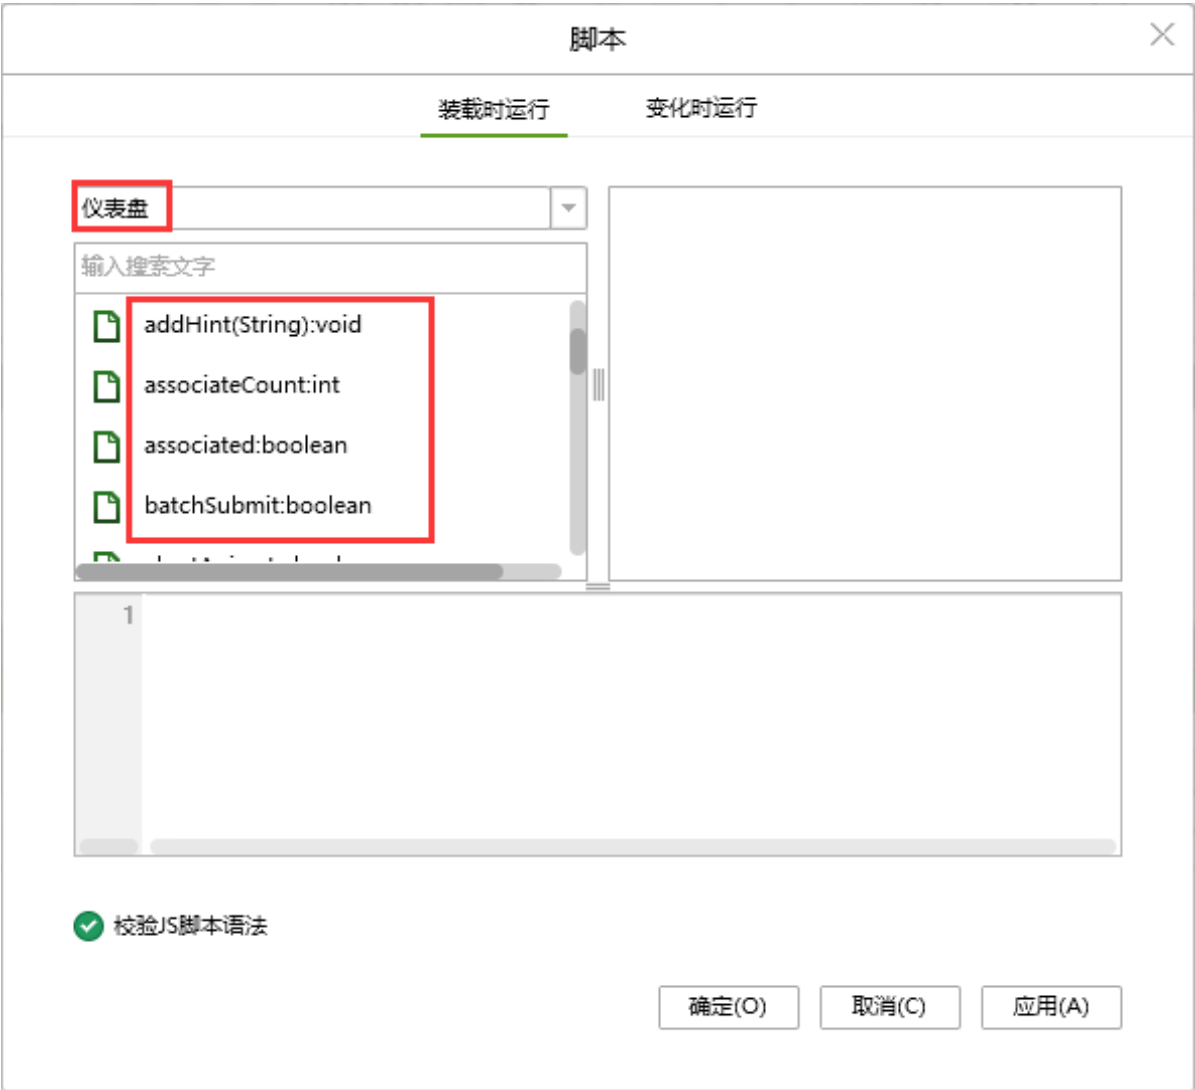 脚本
装载时运行 变化时运行
仪表盘
输入搜索文字
addHint(String):void
associateCount:int
associated:boolean
batchSubmit:boolean
1
校验JS脚本语法
确定(O) 取消(C) 应用(A)